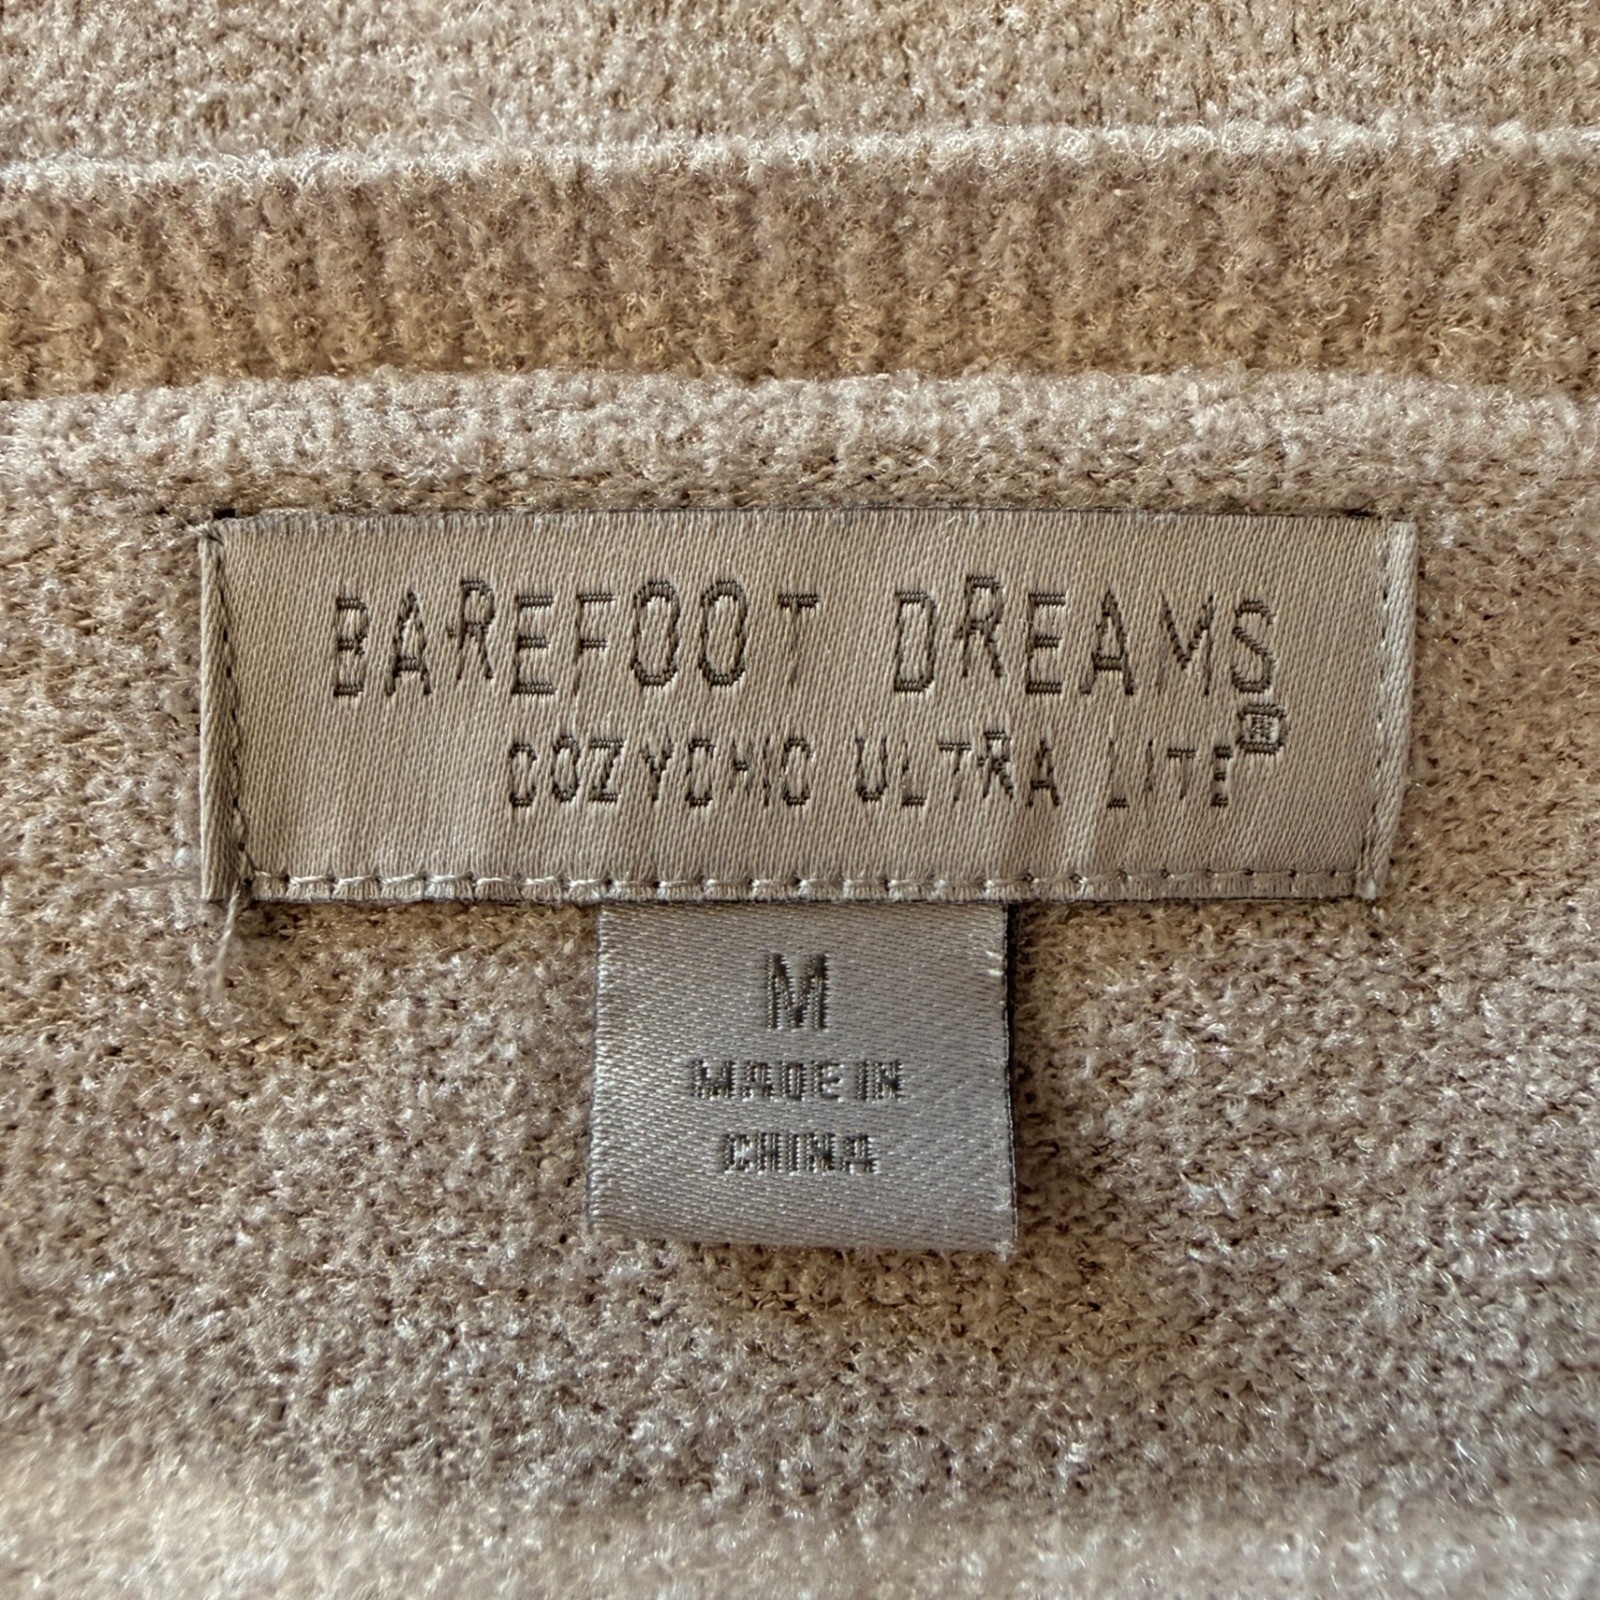 BAREFOOT DREAMS
COZYCHIC ULTRA LITE®
M
MADE IN
CHINA